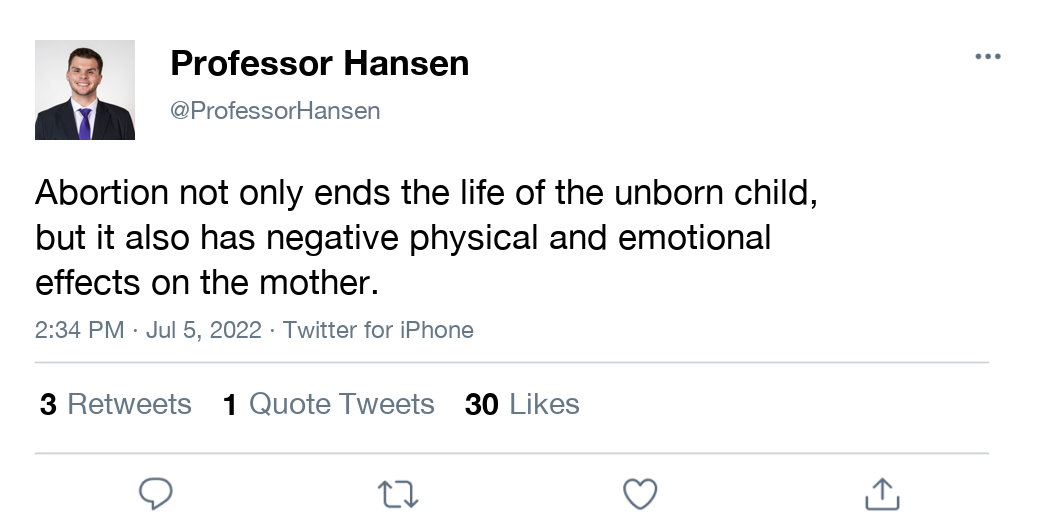 Professor Hansen
@ProfessorHansen
Abortion not only ends the life of the unborn child,
but it also has negative physical and emotional
effects on the mother.
2:34 PM · Jul 5, 2022 · Twitter for iPhone
3 Retweets 1 Quote Tweets 30 Likes